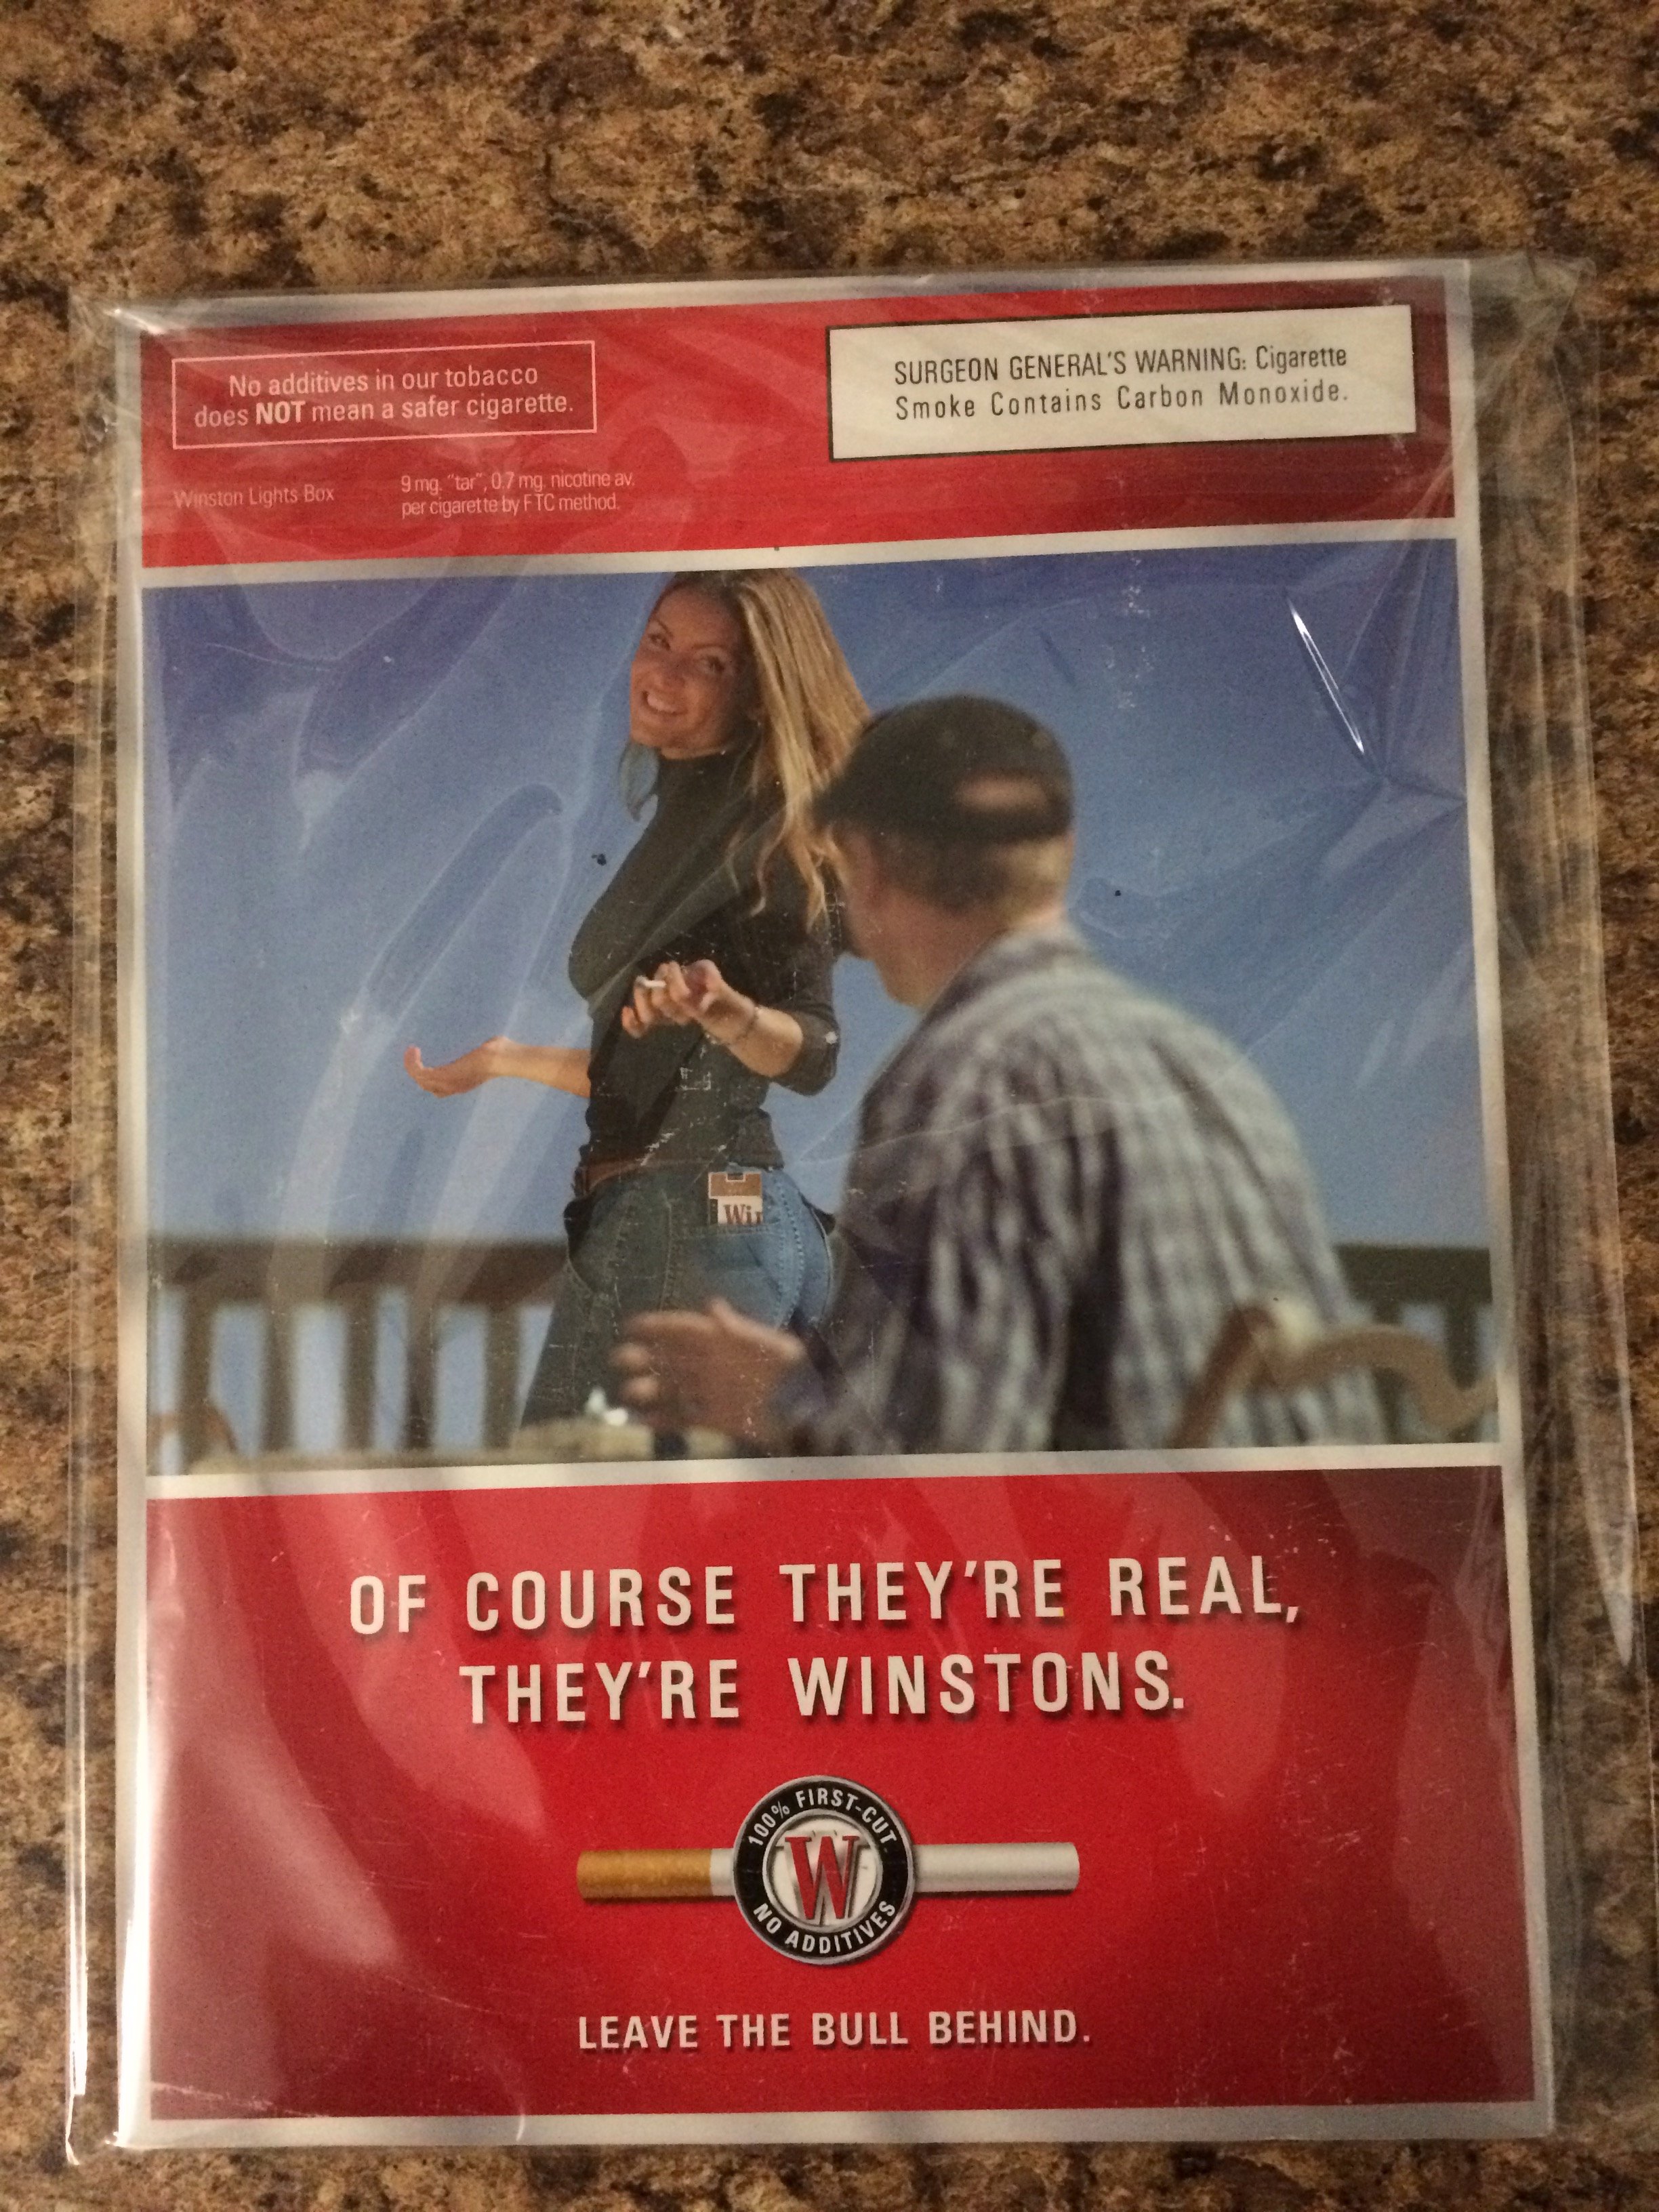 No additives in our tobacco
does NOT mean a safer cigarette.
SURGEON GENERAL'S WARNING: Cigarette
Smoke Contains Carbon Monoxide.
Winston Lights Box
9 mg. "tar", 0.7 mg. nicotine av.
per cigarette by FTC method.
Wi
OF COURSE THEY'RE REAL,
THEY'RE WINSTONS.
100% FIRST-CUT
W
NO ADDITIVES
LEAVE THE BULL BEHIND.